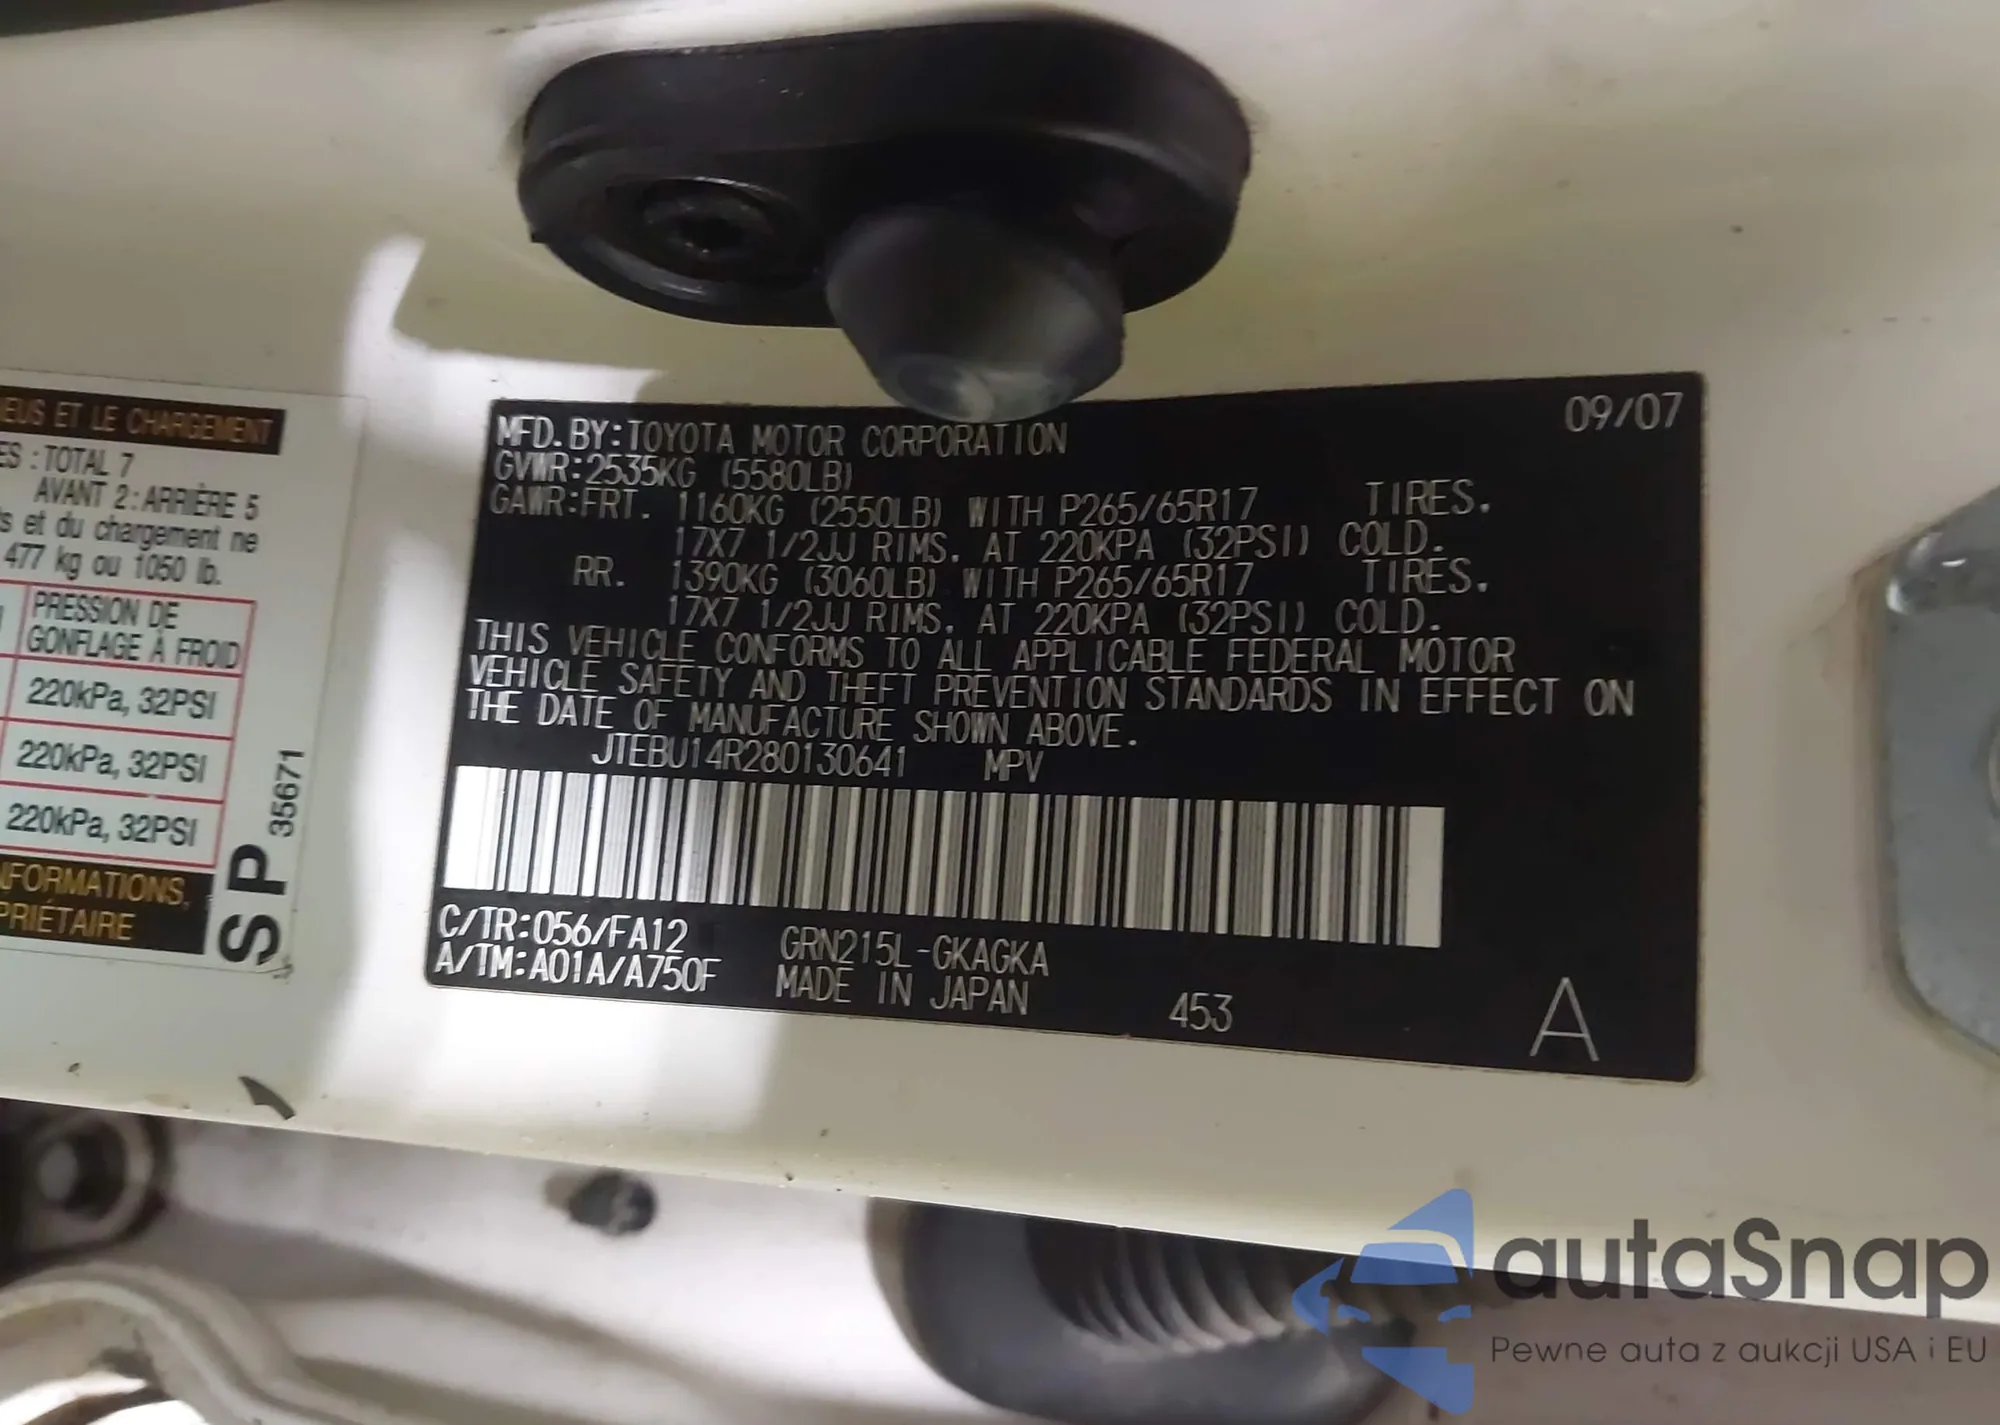 EUS ET LE CHARGEMENT
ES : TOTAL 7
AVANT 2 : ARRIÈRE 5
ts et du chargement ne
477 kg ou 1050 lb.
PRESSION DE
GONFLAGE À FROID
220kPa, 32PSI
220kPa, 32PSI
220kPa, 32PSI
NFORMATIONS,
PRIÉTAIRE
SP 35671
09/07
MFD. BY: TOYOTA MOTOR CORPORATION
GVWR: 2535KG (5580LB)
GAWR: FRT. 1160KG (2550LB) WITH P265/65R17 TIRES.
17X7 1/2JJ RIMS. AT 220KPA (32PSI) COLD.
RR. 1390KG (3060LB) WITH P265/65R17 TIRES.
17X7 1/2JJ RIMS. AT 220KPA (32PSI) COLD.
THIS VEHICLE CONFORMS TO ALL APPLICABLE FEDERAL MOTOR
VEHICLE SAFETY AND THEFT PREVENTION STANDARDS IN EFFECT ON
THE DATE OF MANUFACTURE SHOWN ABOVE.
JTEBU14R280130641 MPV
C/TR: 056/FA12 GRN215L-GKAGKA
A/TM: A01A/A750F MADE IN JAPAN 453 A
autaSnap
Pewne auta z aukcji USA i EU